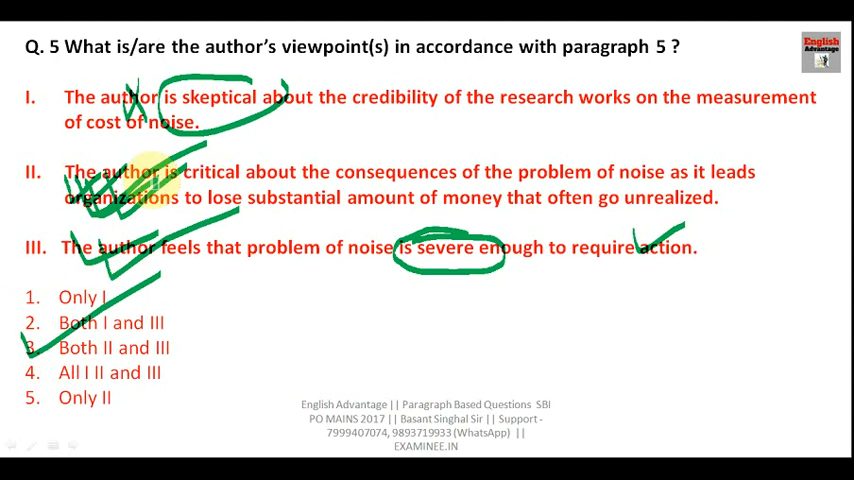 Q. 5 What is/are the author's viewpoint(s) in accordance with paragraph 5 ?
English
Advantage
I. The author is skeptical about the credibility of the research works on the measurement
of cost of noise.
II. The author is critical about the consequences of the problem of noise as it leads
organizations to lose substantial amount of money that often go unrealized.
III. The author feels that problem of noise is severe enough to require action.
1. Only I
2. Both I and III
3. Both II and III
4. All I II and III
5. Only II
English Advantage || Paragraph Based Questions SBI
PO MAINS 2017 || Basant Singhal Sir || Support -
7999407074, 9893719933 (WhatsApp) ||
EXAMINEE.IN